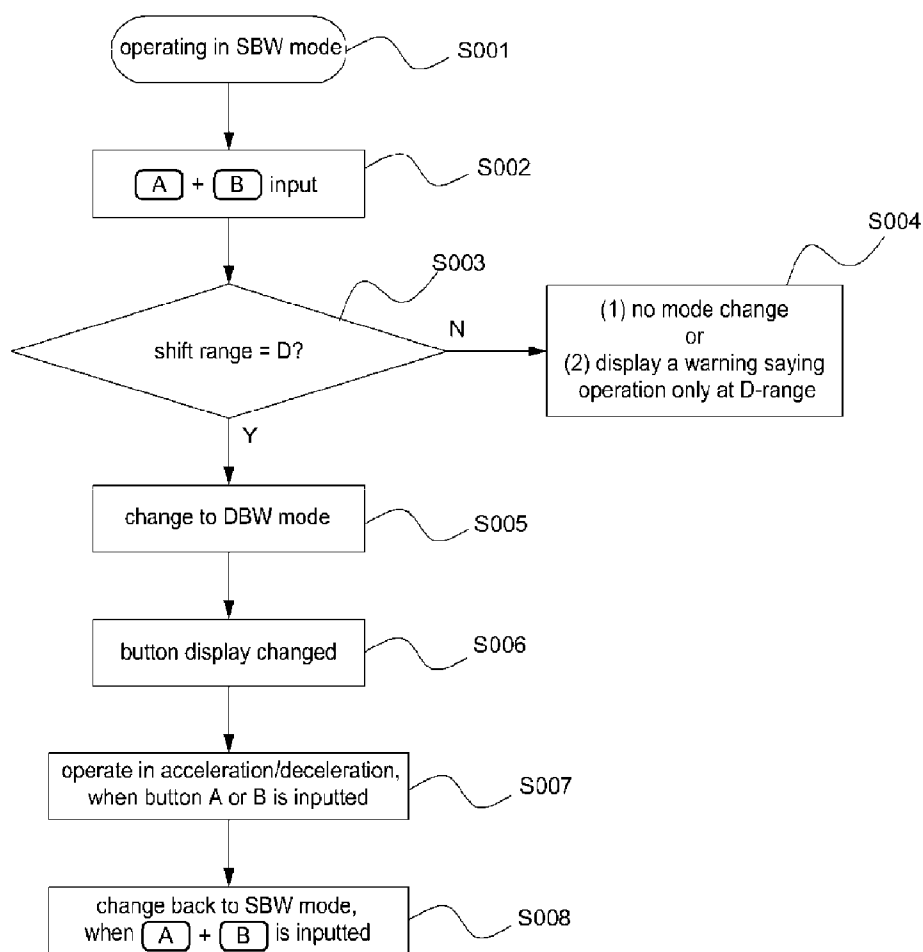 operating in SBW mode
S001
A + B input
S002
S003
shift range = D?
N
Y
S004
(1) no mode change
or
(2) display a warning saying
operation only at D-range
change to DBW mode
S005
button display changed
S006
operate in acceleration/deceleration,
when button A or B is inputted
S007
change back to SBW mode,
when A + B is inputted
S008